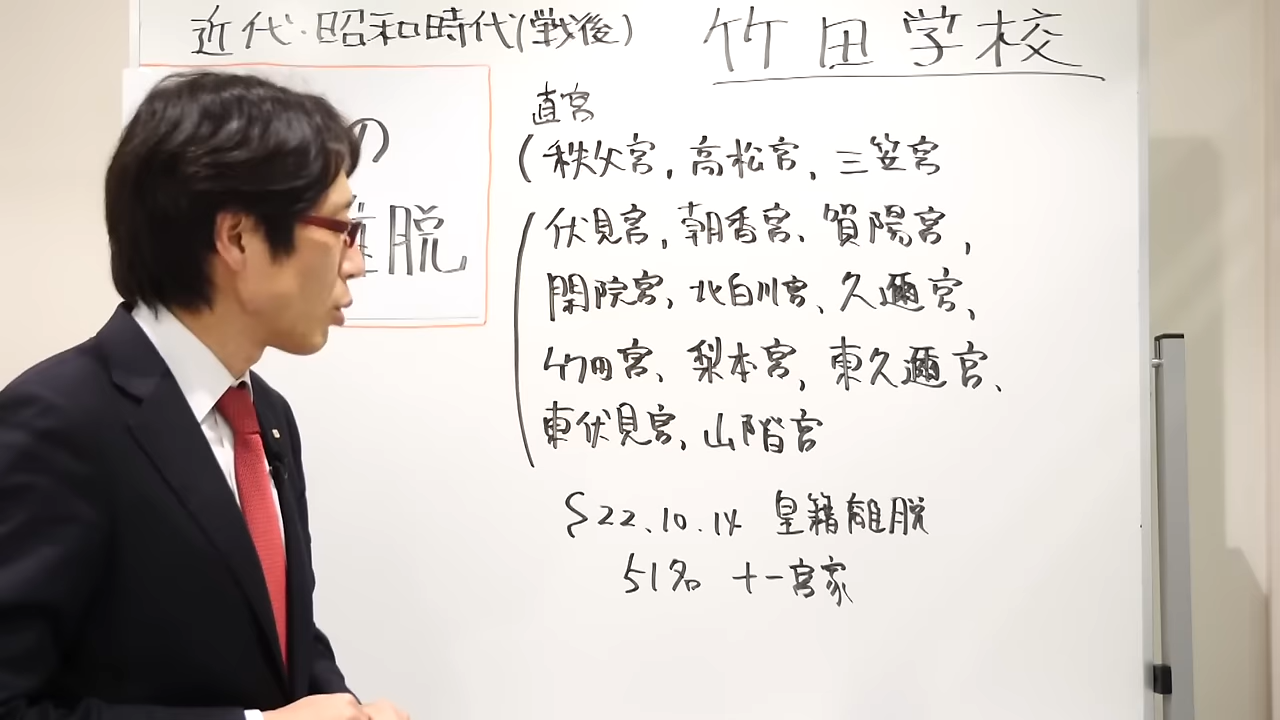 近代・昭和時代(戦後)
竹田学校
の
離脱
直宮
(秩父宮,高松宮,三笠宮
(伏見宮,朝香宮、賀陽宮,
閑院宮,北白川宮、久邇宮、
竹田宮、梨本宮,東久邇宮、
東伏見宮,山階宮
S22.10.14 皇籍離脱
51名 十一宮家